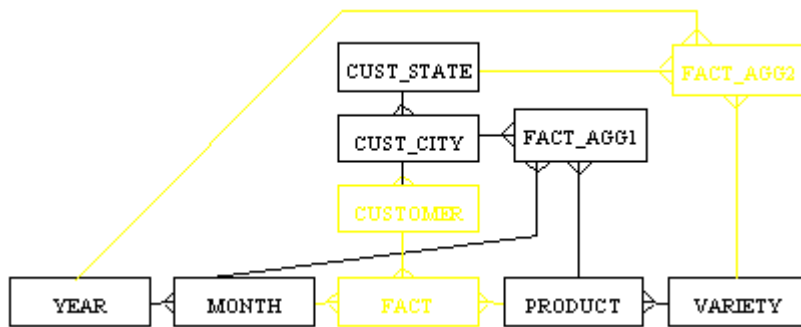 CUST_STATE
FACT_AGG2
CUST_CITY
FACT_AGG1
CUSTOMER
YEAR
MONTH
FACT
PRODUCT
VARIETY